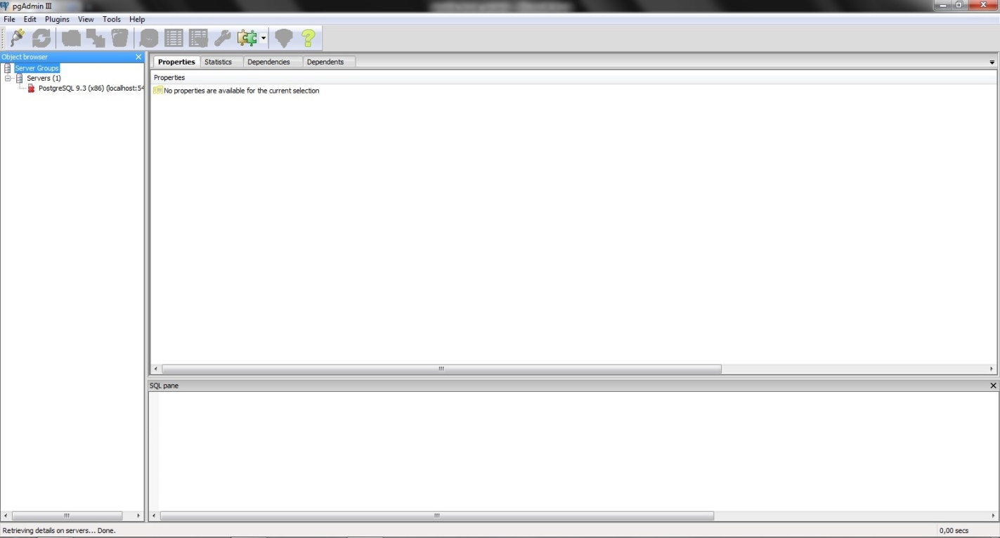 pgAdmin III
File Edit Plugins View Tools Help
Object browser
Server Groups
Servers (1)
PostgreSQL 9.3 (x86) (localhost:54
Properties Statistics Dependencies Dependents
Properties
No properties are available for the current selection
SQL pane
Retrieving details on servers... Done.
0,00 secs